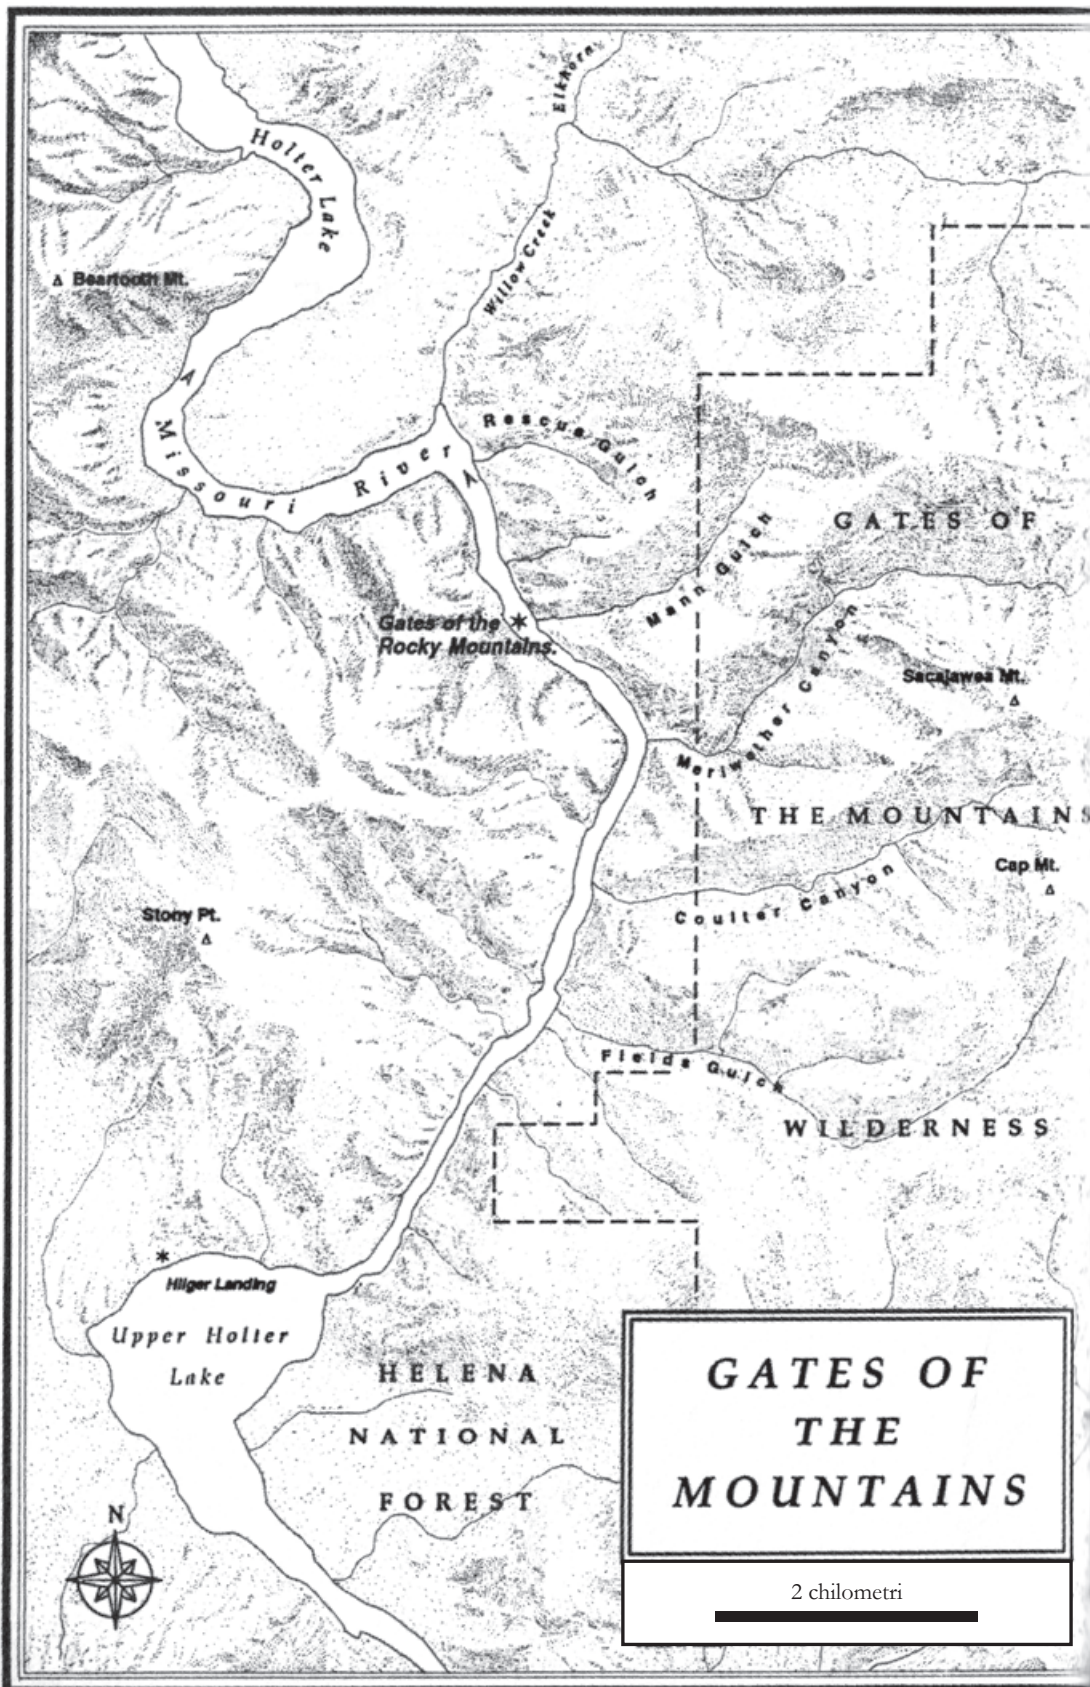 Elkhorn
Holter Lake
Willow Creek
Beartooth Mt.
Rescue Gulch
Missouri River
GATES OF
Mann Gulch
Gates of the
Rocky Mountains.
Meriwether Canyon
Sacajawea Mt.
THE MOUNTAINS
Cap Mt.
Coulter Canyon
Stony Pt.
Fields Gulch
WILDERNESS
Hilger Landing
Upper Holter
Lake
HELENA
NATIONAL
FOREST
GATES OF
THE
MOUNTAINS
N
2 chilometri